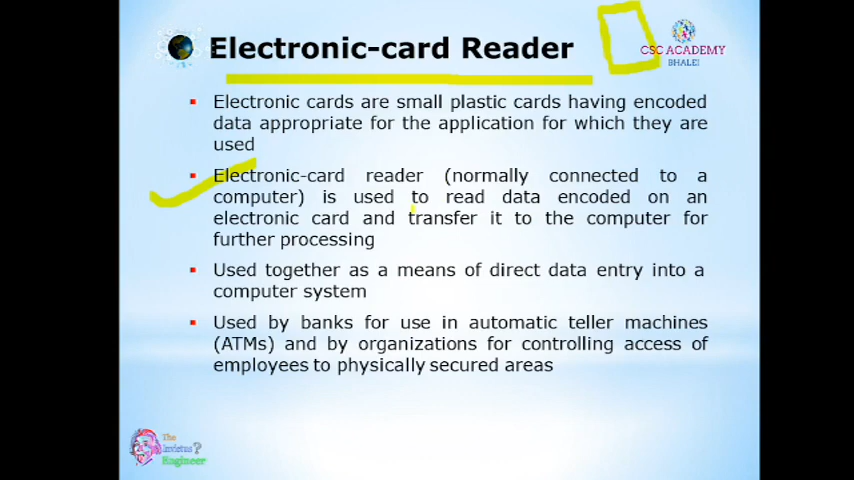 Electronic-card Reader
CSC ACADEMY
BHALEI
Electronic cards are small plastic cards having encoded
data appropriate for the application for which they are
used
Electronic-card reader (normally connected to a
computer) is used to read data encoded on an
electronic card and transfer it to the computer for
further processing
Used together as a means of direct data entry into a
computer system
Used by banks for use in automatic teller machines
(ATMs) and by organizations for controlling access of
employees to physically secured areas
The
Invictus?
Engineer